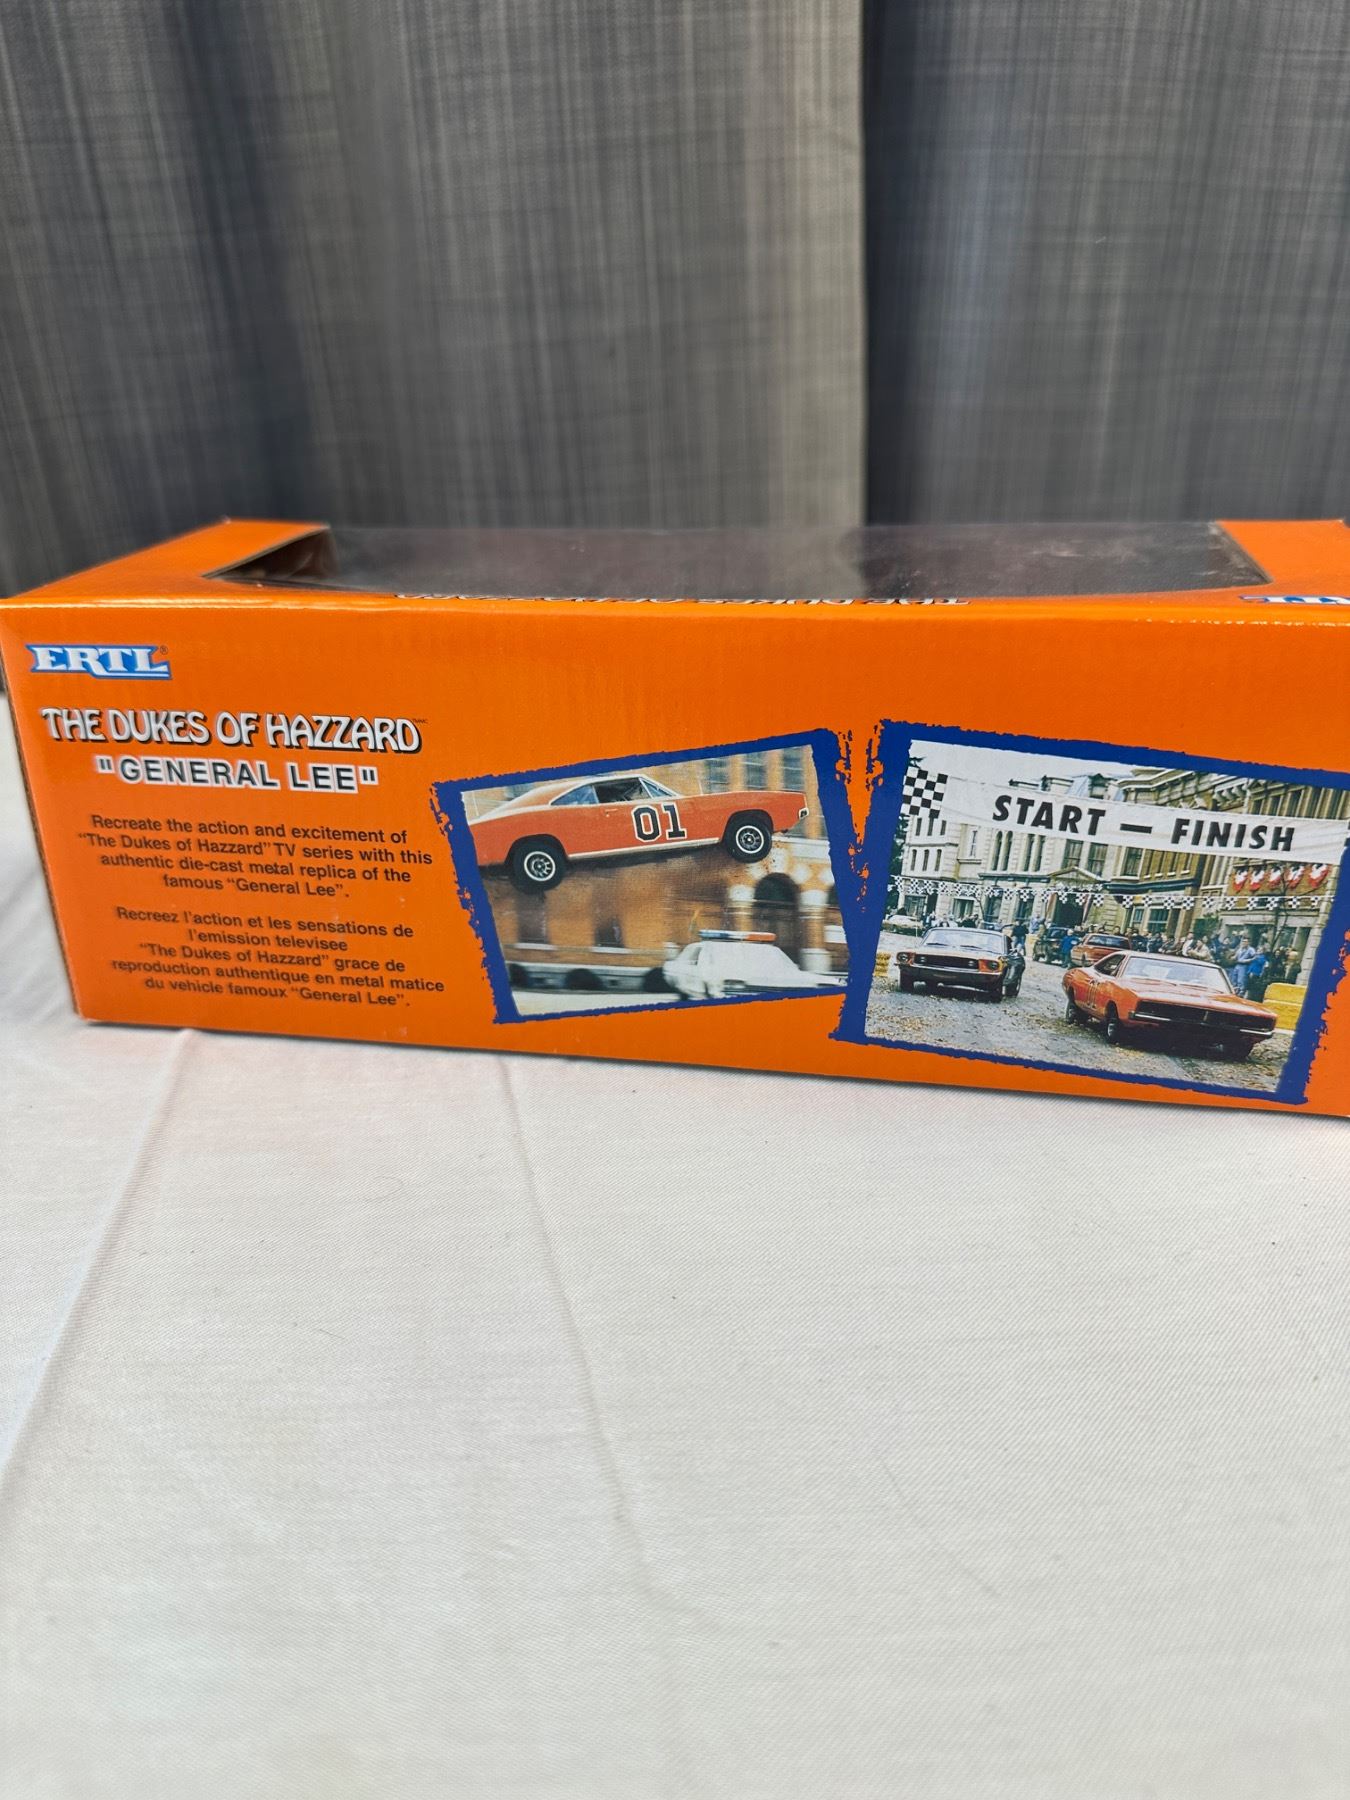 ERTL®
THE DUKES OF HAZZARD
"GENERAL LEE"
Recreate the action and excitement of
"The Dukes of Hazzard" TV series with this
authentic die-cast metal replica of the
famous "General Lee".
Recreez l'action et les sensations de
l'emission televisee
"The Dukes of Hazzard" grace de
reproduction authentique en metal matice
du vehicle famoux "General Lee".
01
START — FINISH